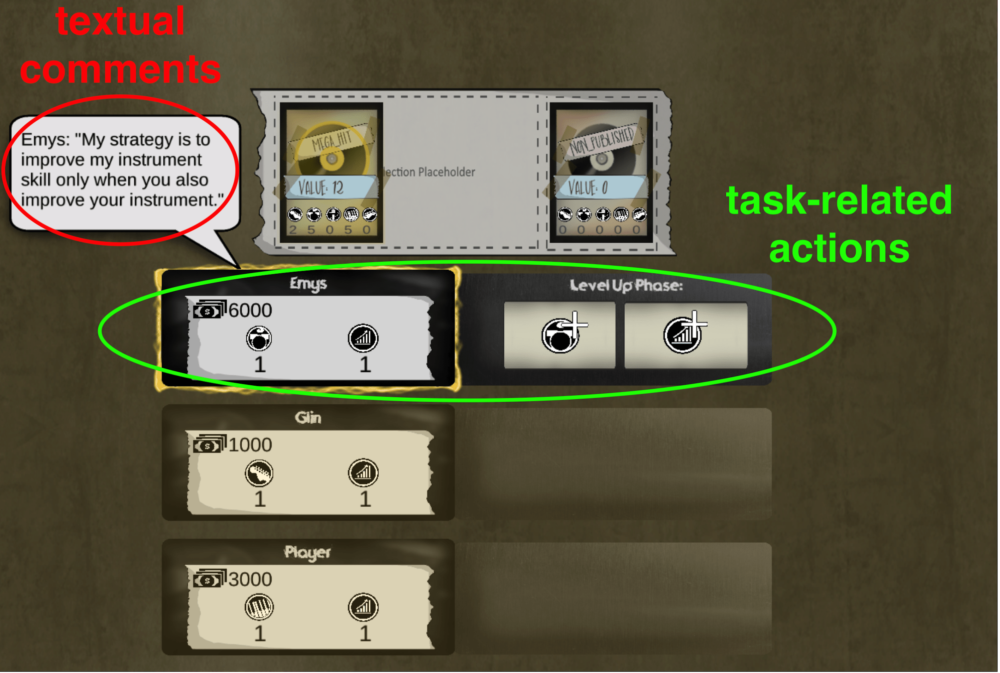 textual
comments
Emys: "My strategy is to
improve my instrument
skill only when you also
improve your instrument."
MEGA_HIT
VALUE: 12
2 5 0 5 0
lection Placeholder
NON_PUBLISHED
VALUE: 0
0 0 0 0 0
task-related
actions
Emys
6000
1 1
Level Up Phase:
Glin
1000
1 1
Player
3000
1 1